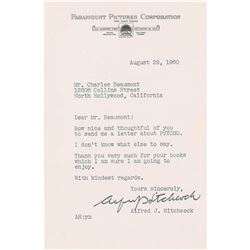 PARAMOUNT PICTURES CORPORATION
August 29, 1960
Mr. Charles Beaumont
12608 Collins Street
North Hollywood, California
Dear Mr. Beaumont:
How nice and thoughtful of you
to send me a letter about PSYCHO.
I don't know what else to say.
Thank you very much for your books
which I am sure I am going to
enjoy.
With kindest regards.
Yours sincerely,
Alfred J. Hitchcock
AH:yh